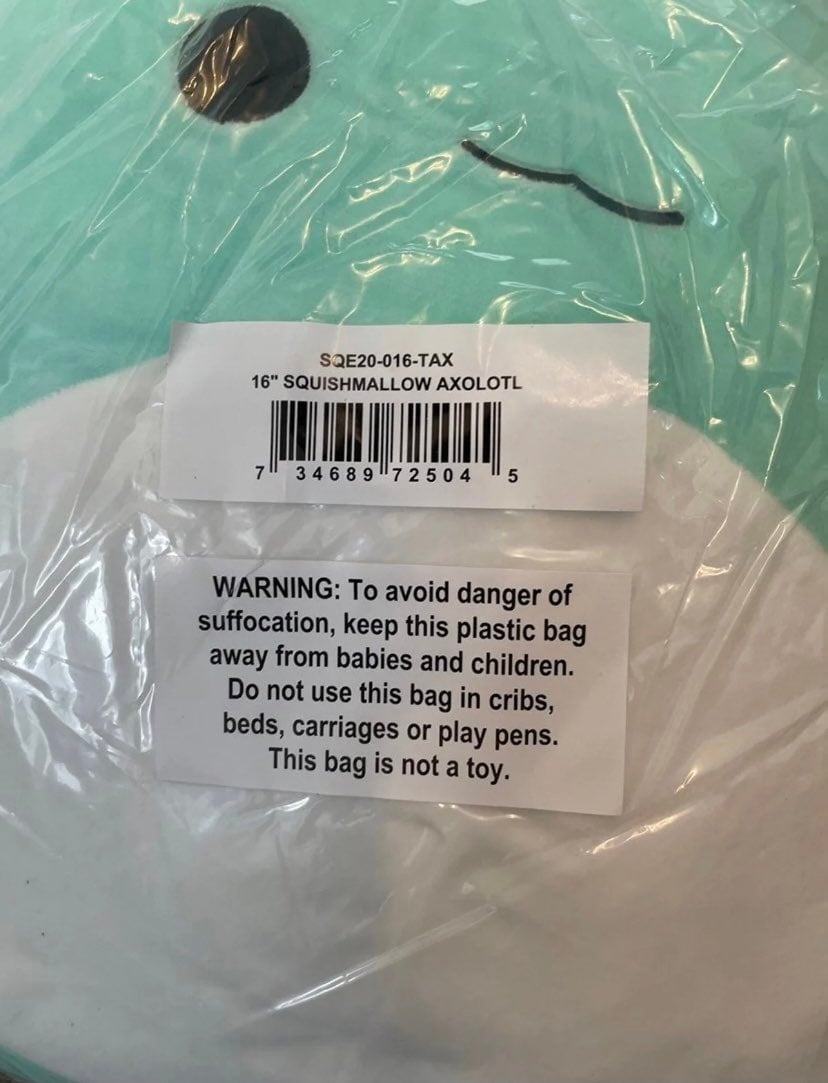 SQE20-016-TAX
16" SQUISHMALLOW AXOLOTL
7 34689 72504 5
WARNING: To avoid danger of
suffocation, keep this plastic bag
away from babies and children.
Do not use this bag in cribs,
beds, carriages or play pens.
This bag is not a toy.